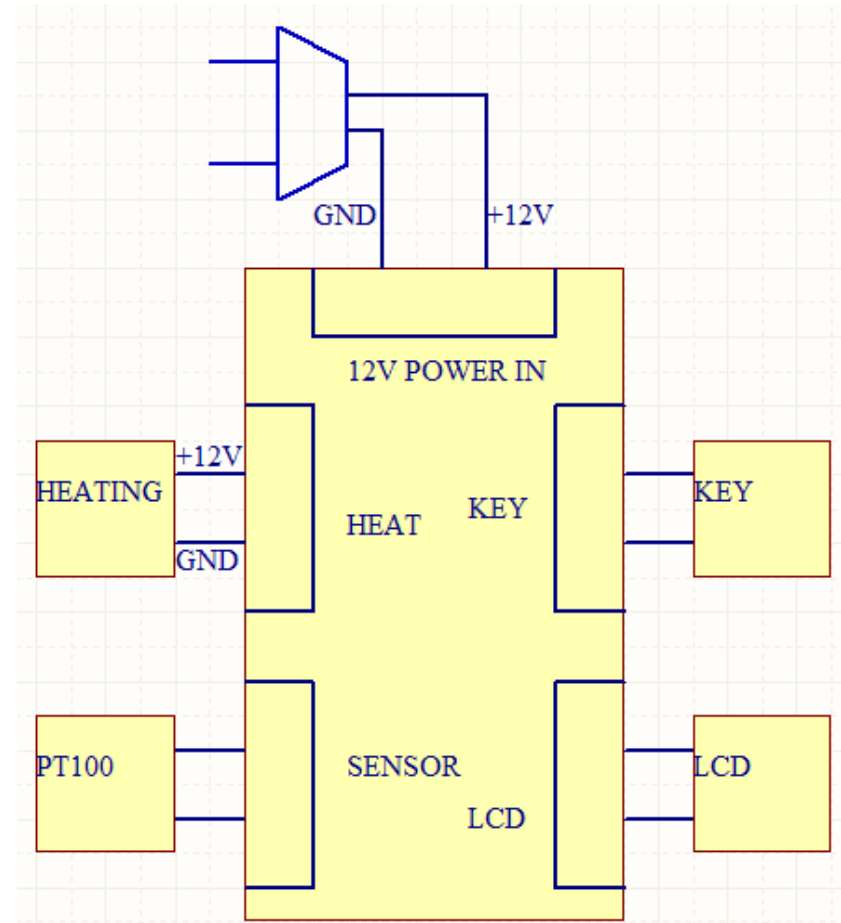 GND
+12V
12V POWER IN
+12V
HEATING
GND
HEAT
KEY
KEY
PT100
SENSOR
LCD
LCD